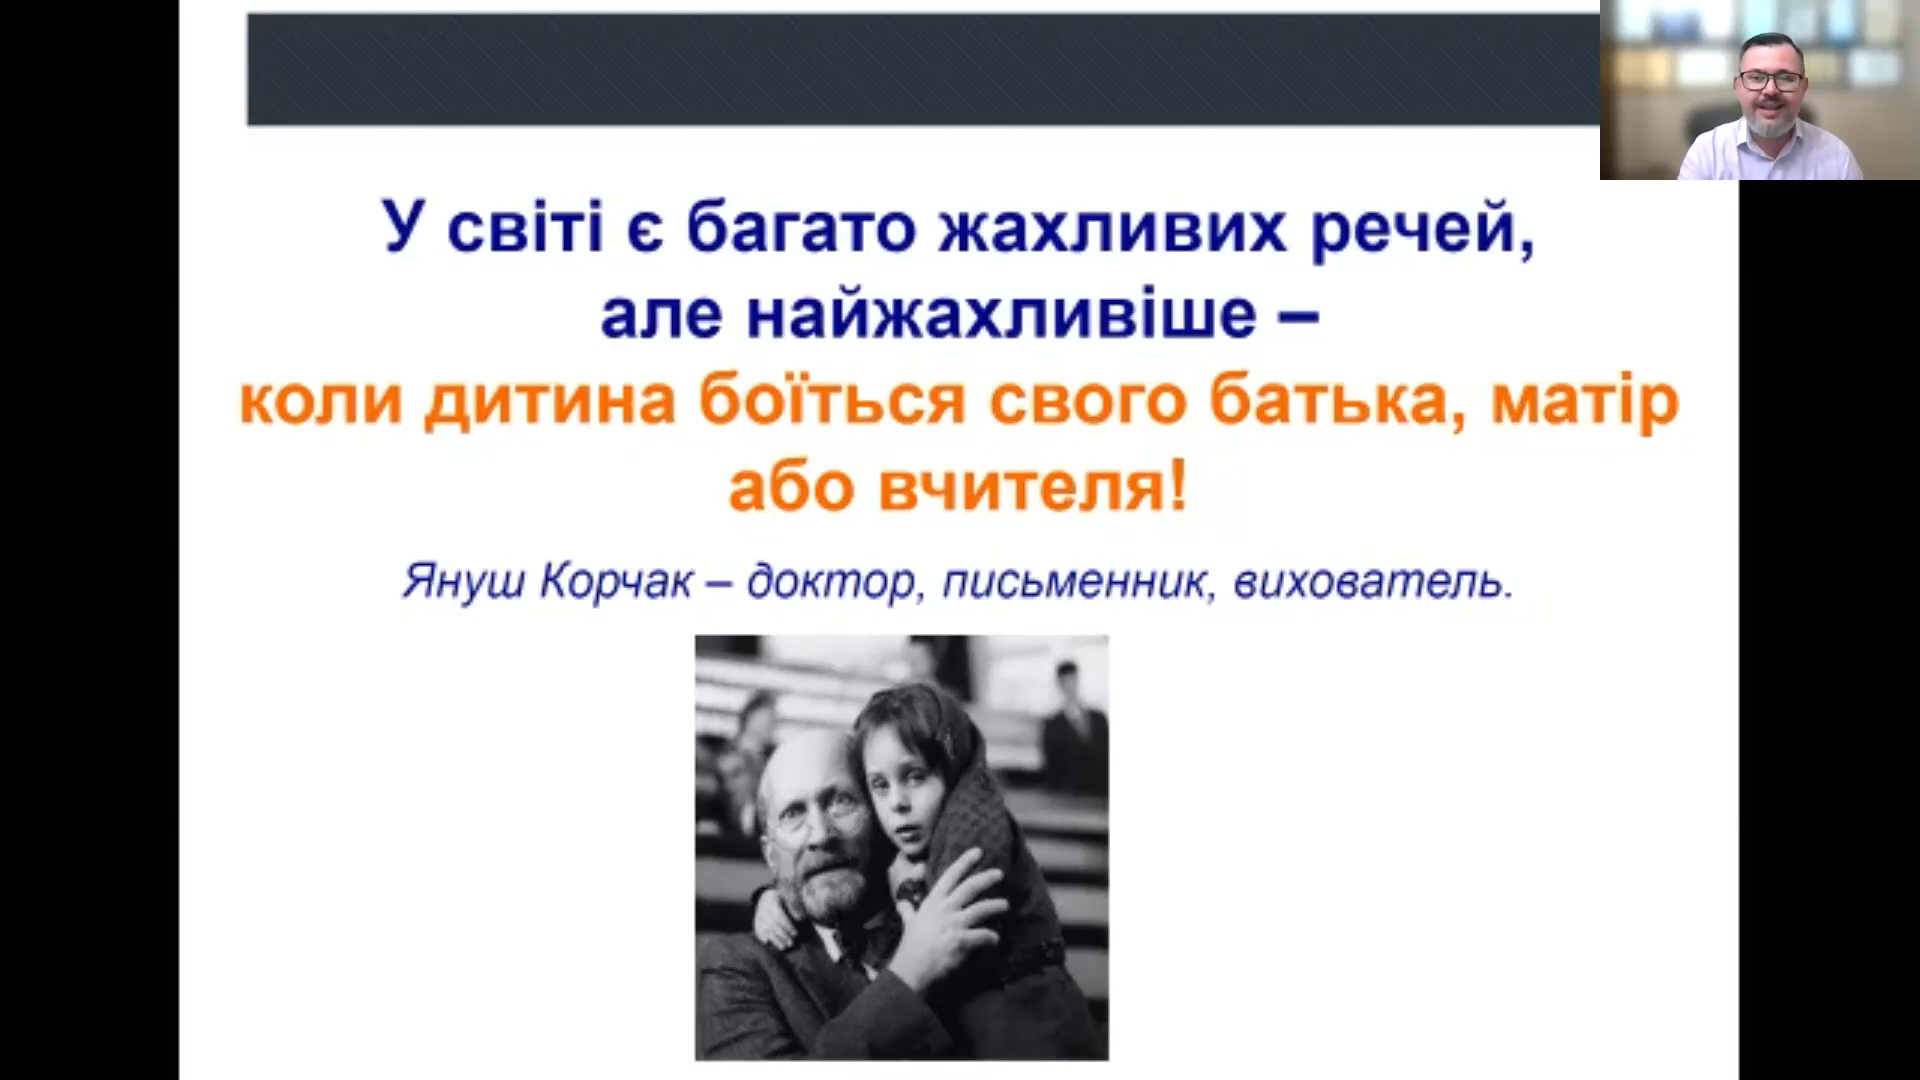 У світі є багато жахливих речей,
але найжахливіше –
коли дитина боїться свого батька, матір
або вчителя!
Януш Корчак – доктор, письменник, вихователь.